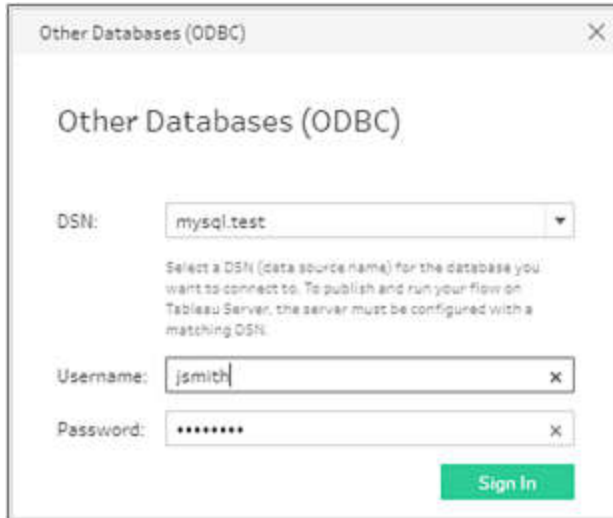 Other Databases (ODBC)
Other Databases (ODBC)
DSN: mysql.test
Select a DSN (data source name) for the database you
want to connect to. To publish and run your flow on
Tableau Server, the server must be configured with a
matching DSN.
Username: jsmith
Password: ••••••••
Sign In